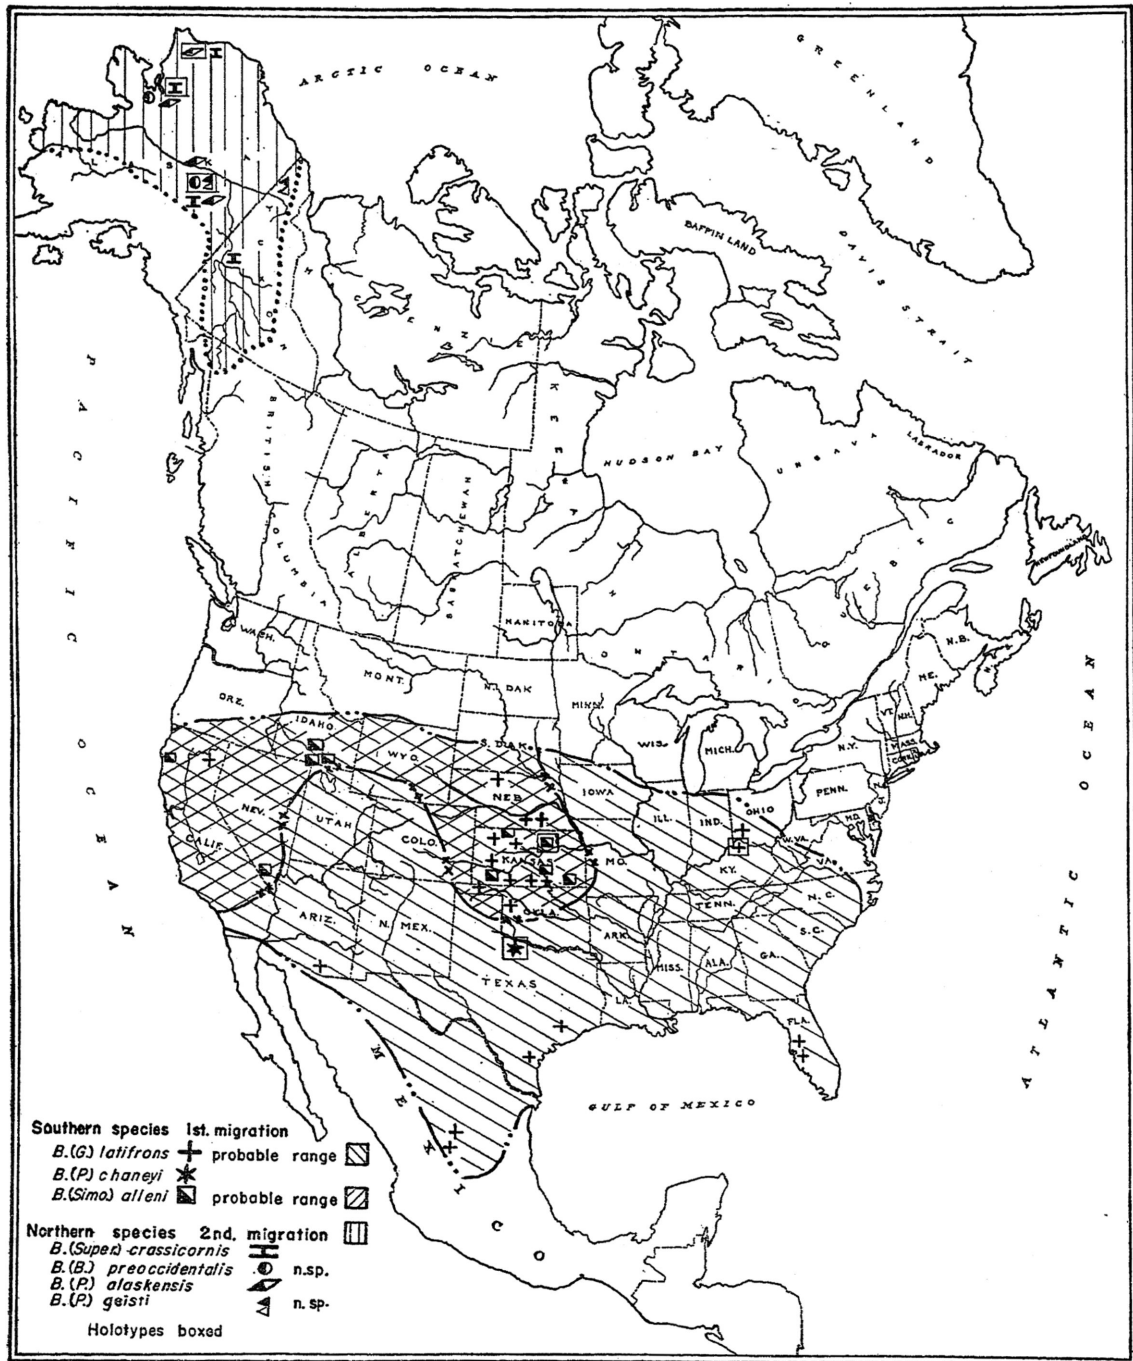 ARCTIC OCEAN
GREENLAND
BAFFIN LAND
DAVIS STRAIT
ALASKA
YUKON
MACKENZIE
KEEWATIN
PACIFIC OCEAN
BRITISH COLUMBIA
ALBERTA
SASKATCHEWAN
MANITOBA
HUDSON BAY
UNGAVA
LABRADOR
NEWFOUNDLAND
QUEBEC
ONTARIO
N.B.
N.S.
ME.
VT.
N.H.
MASS.
CONN.
N.Y.
PENN.
N.J.
MD.
WASH.
ORE.
IDAHO
MONT.
N. DAK
S. DAK
MINN.
WIS.
MICH.
WYO.
NEB.
IOWA
ILL.
IND.
OHIO
W.VA.
VA.
NEV.
UTAH
COLO.
KANSAS
MO.
KY.
CALIF.
ARIZ.
N. MEX.
OKLA.
ARK.
TENN.
N.C.
S.C.
TEXAS
LA.
MISS.
ALA.
GA.
FLA.
MEXICO
GULF OF MEXICO
ATLANTIC OCEAN
Southern species 1st. migration
B.(G.) latifrons probable range
B.(P.) chaneyi
B.(Simo.) alleni probable range
Northern species 2nd. migration
B.(Super.) crassicornis
B.(B.) preoccidentalis n.sp.
B.(P.) alaskensis
B.(P.) geisti n. sp.
Holotypes boxed